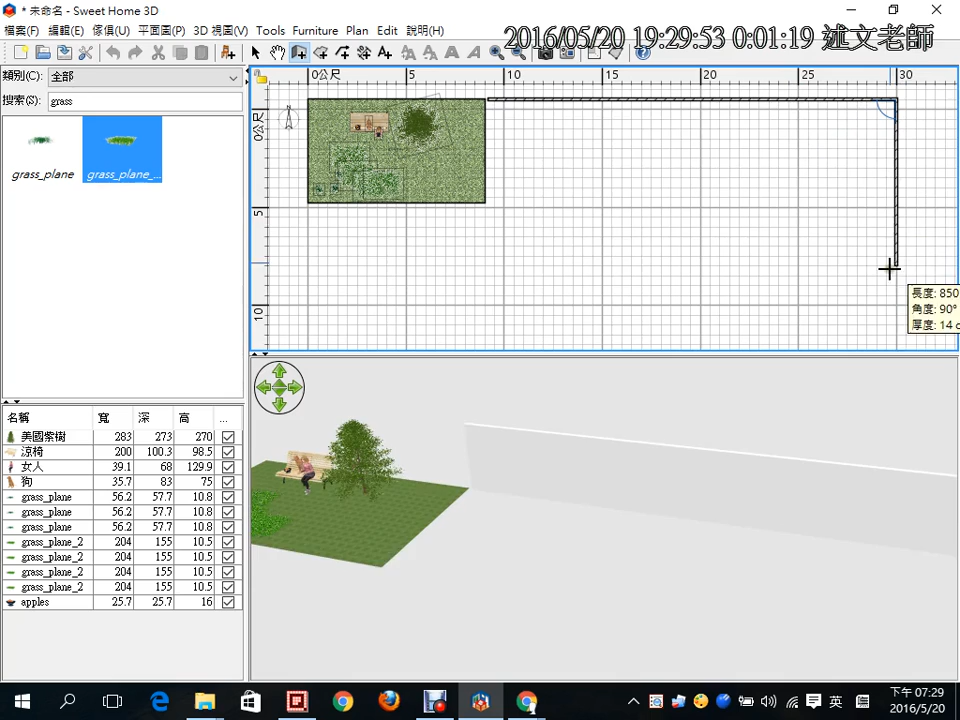 * 未命名 - Sweet Home 3D
檔案(F) 編輯(E) 傢俱(U) 平面圖(P) 3D 視圖(V) Tools Furniture Plan Edit 說明(H)
2016/05/20 19:29:53 0:01:19 㳒文老師
類別(C): 全部
搜索(S): grass
grass_plane grass_plane_...
0公尺 5 10 15 20 25 30
0公尺
5
10
N
長度: 850
角度: 90°
厚度: 14 c
名稱 寬 深 高 ...
美國紫樹 283 273 270
涼椅 200 100.3 98.5
女人 39.1 68 129.9
狗 35.7 83 75
grass_plane 56.2 57.7 10.8
grass_plane 56.2 57.7 10.8
grass_plane 56.2 57.7 10.8
grass_plane_2 204 155 10.5
grass_plane_2 204 155 10.5
grass_plane_2 204 155 10.5
grass_plane_2 204 155 10.5
apples 25.7 25.7 16
英
下午 07:29
2016/5/20